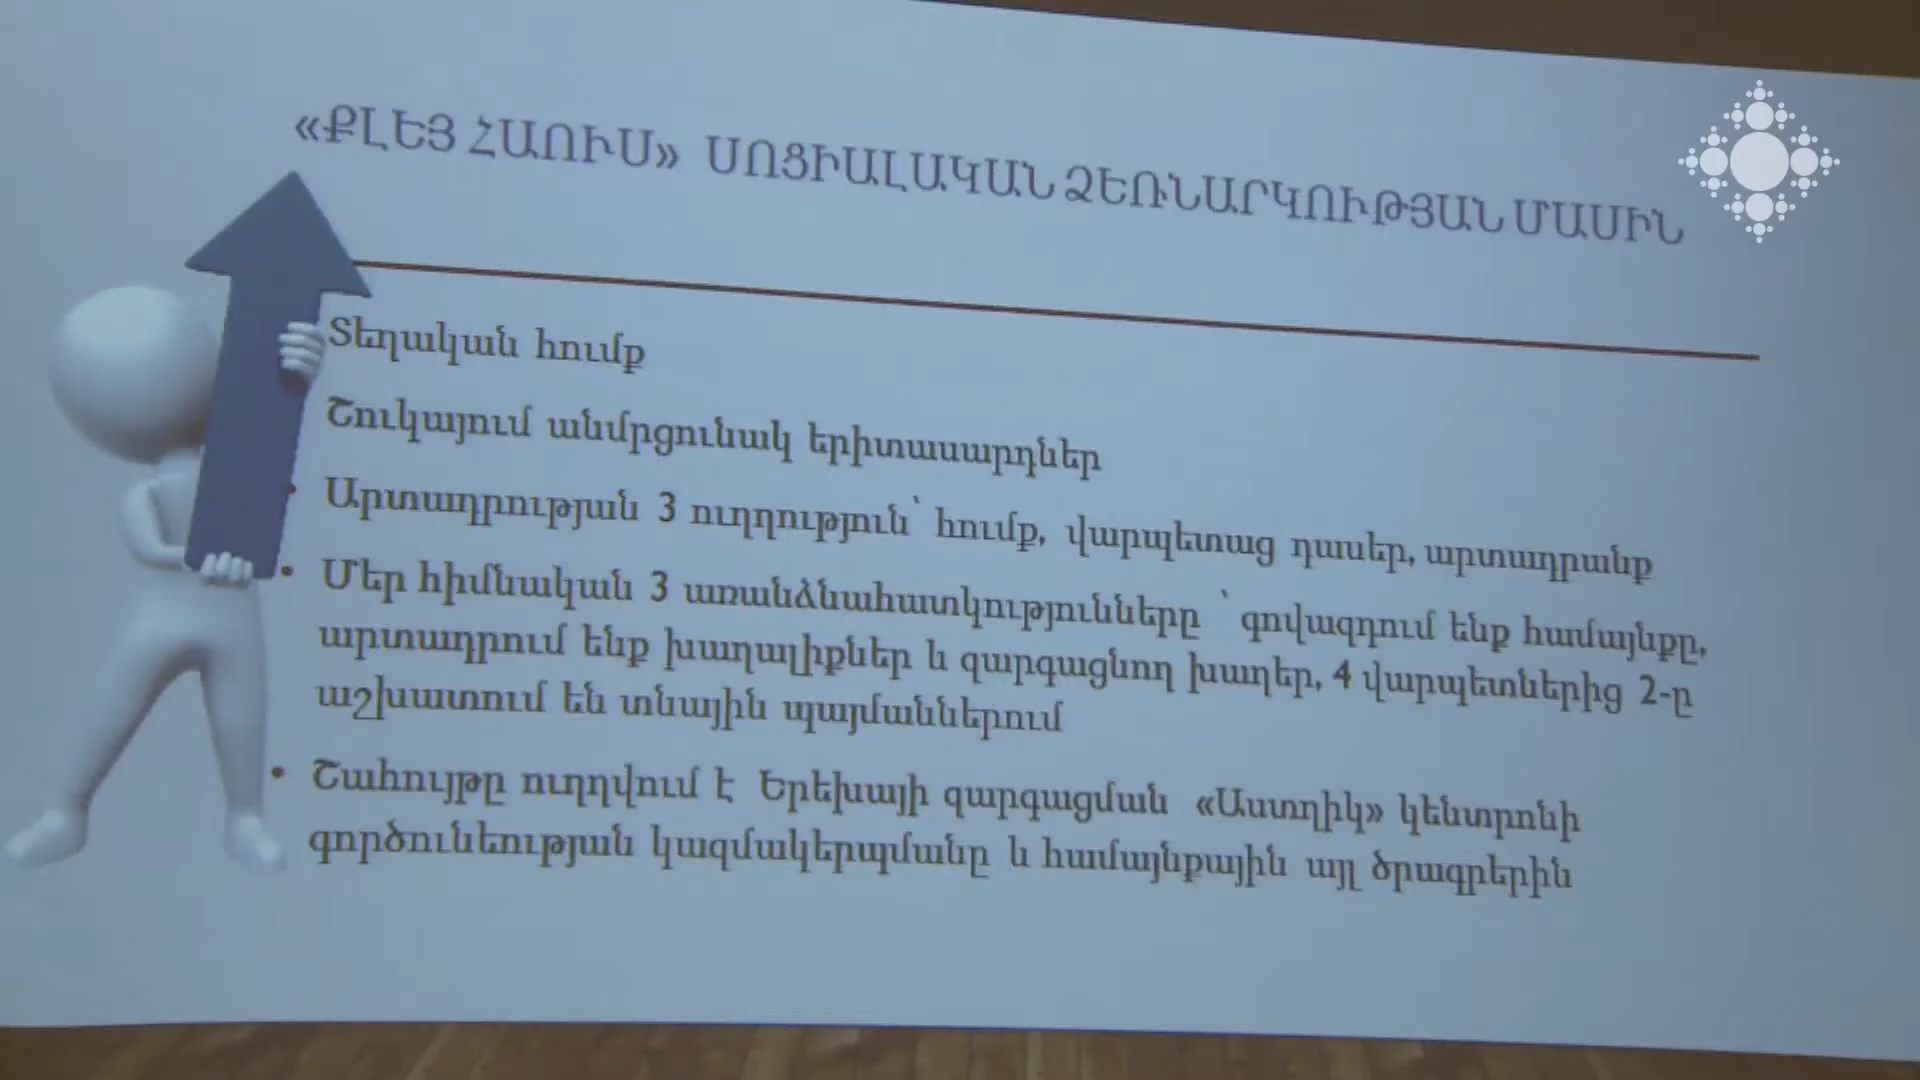 «ՔԼԵՅ ՀԱՈՒՍ» ՍՈՑԻԱԼԱԿԱՆ ՁԵՌՆԱՐԿՈՒԹՅԱՆ ՄԱՍԻՆ
Տեղական հումք
Շուկայում անմրցունակ երիտասարդներ
• Արտադրության 3 ուղղություն՝ հումք, վարպետաց դասեր, արտադրանք
• Մեր հիմնական 3 առանձնահատկությունները ՝ գովազդում ենք համայնքը,
արտադրում ենք խաղալիքներ և զարգացնող խաղեր, 4 վարպետներից 2-ը
աշխատում են տնային պայմաններում
• Շահույթը ուղղվում է Երեխայի զարգացման «Աստղիկ» կենտրոնի
գործունեության կազմակերպմանը և համայնքային այլ ծրագրերին